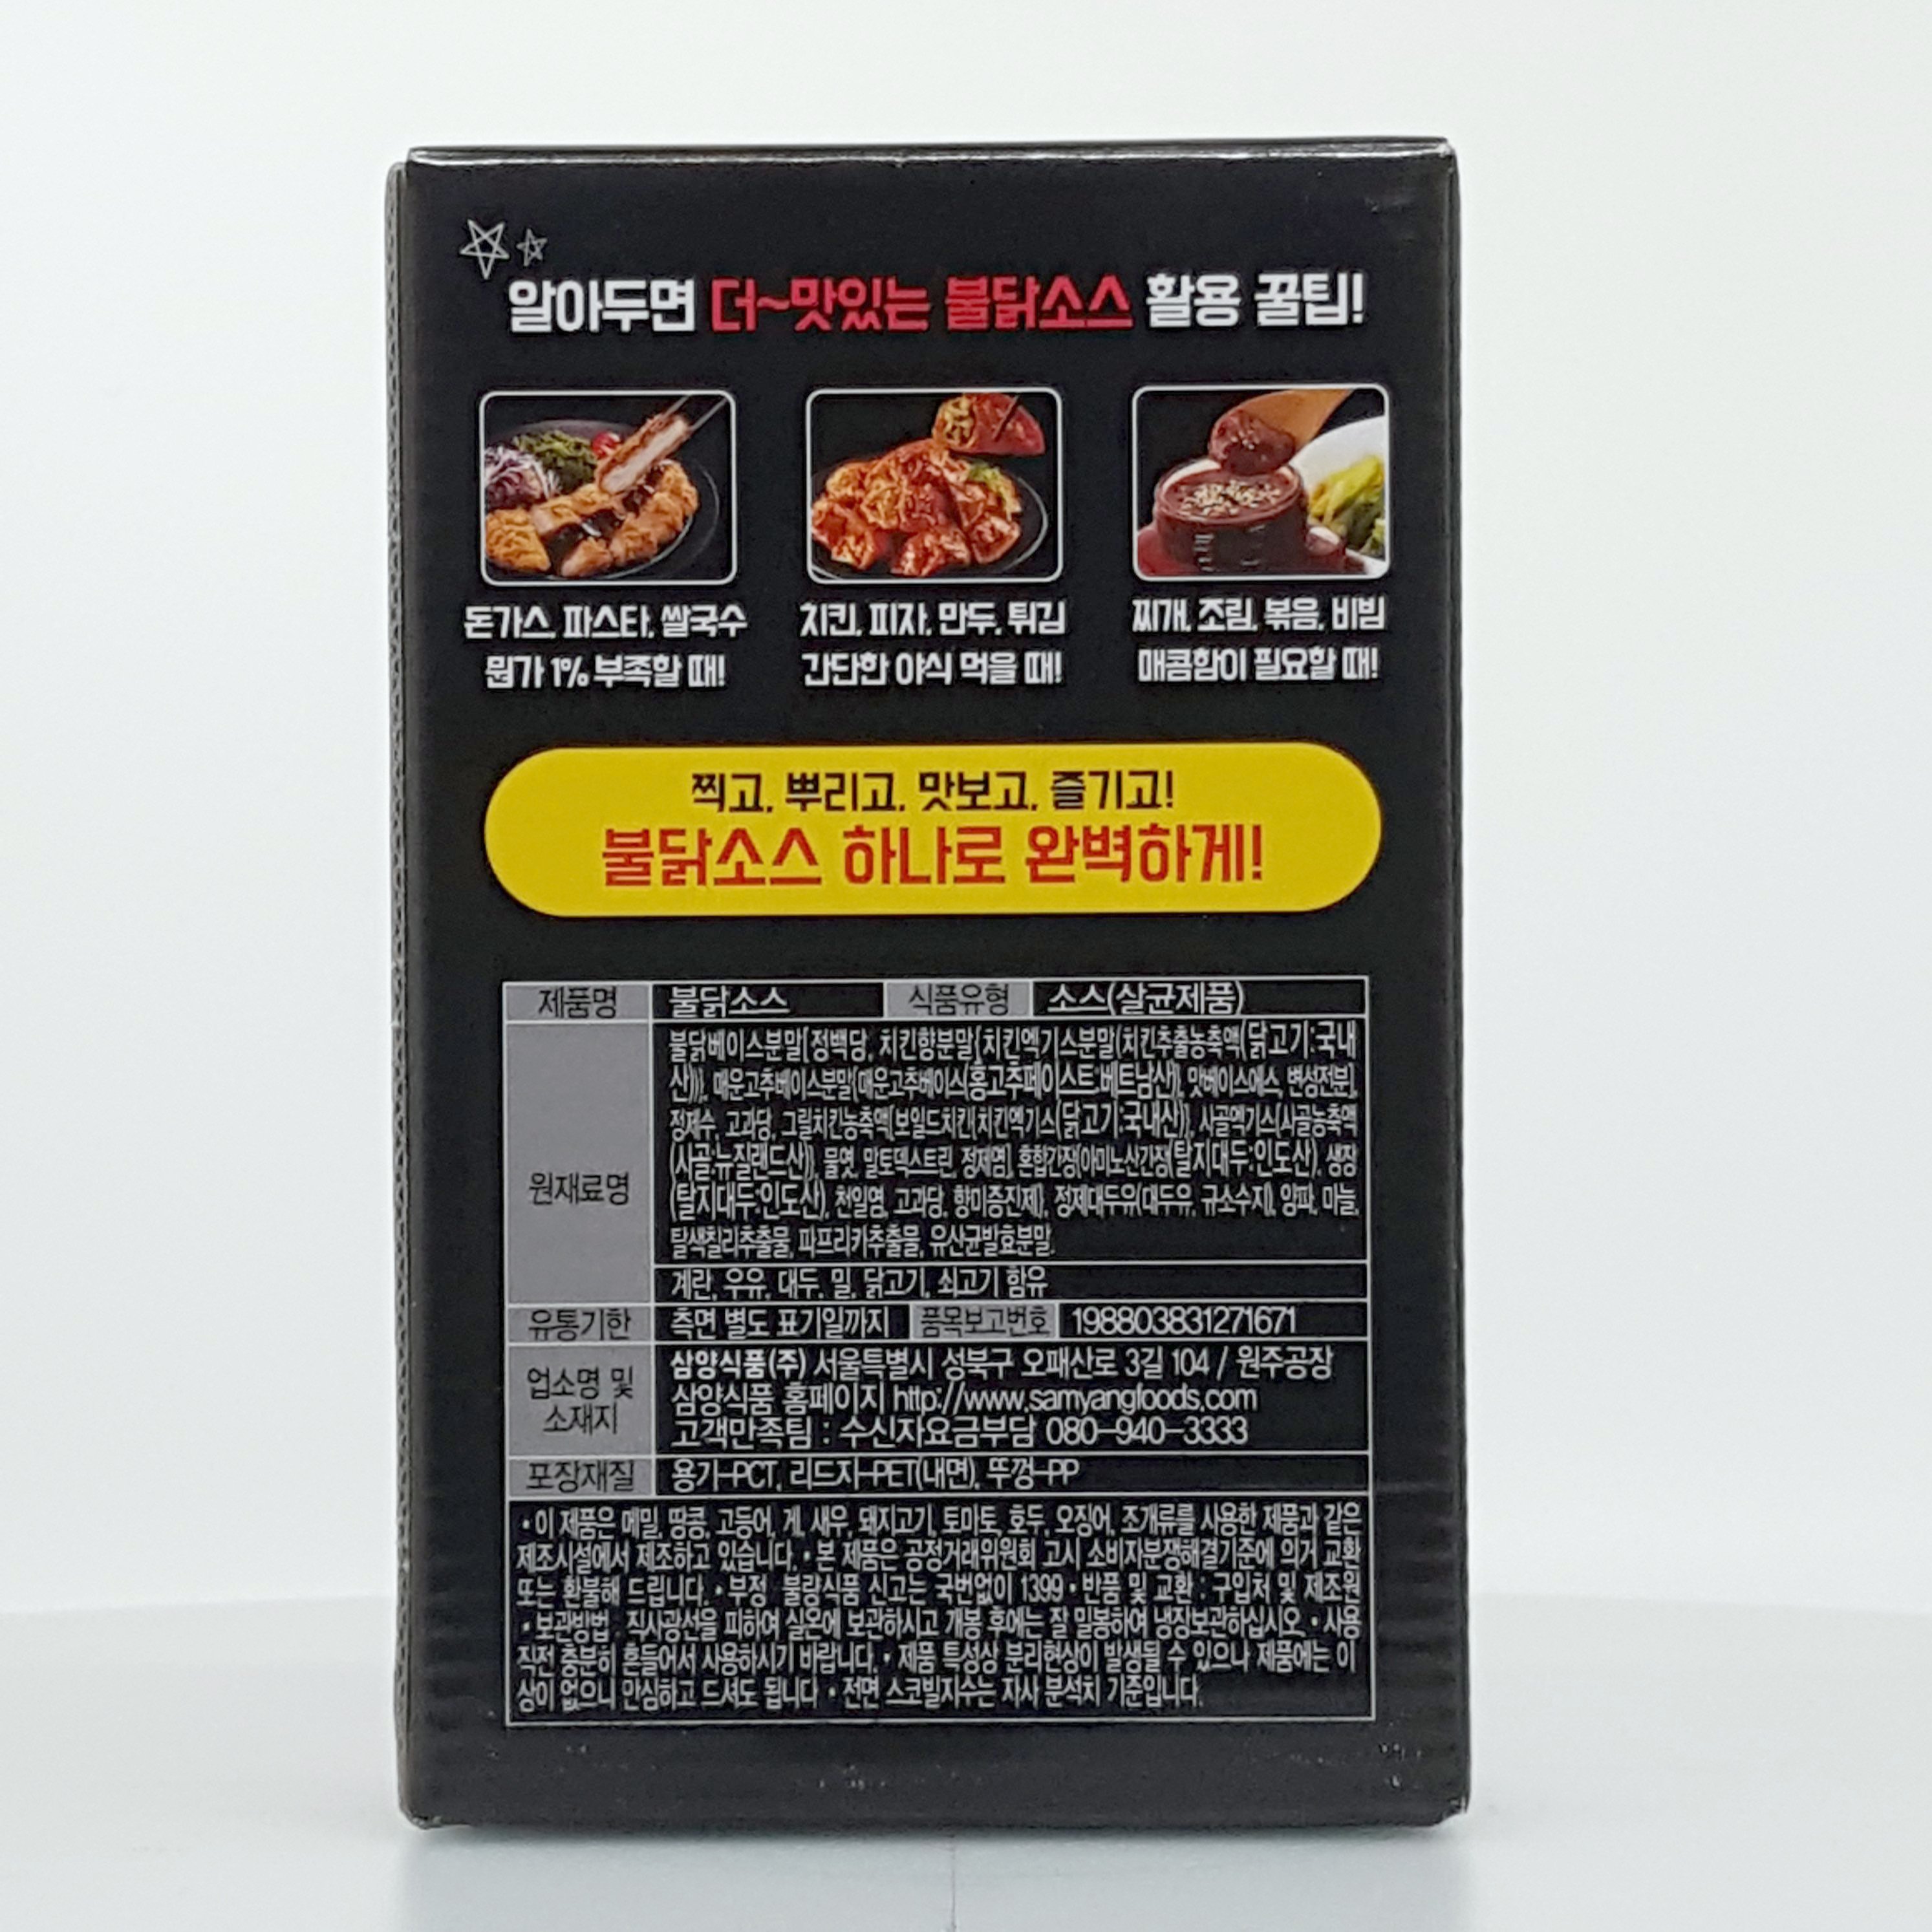 알아두면 더~맛있는 불닭소스 활용 꿀팁!
돈가스, 파스타, 쌀국수
뭔가 1% 부족할 때!
치킨, 피자, 만두, 튀김
간단한 야식 먹을 때!
찌개, 조림, 볶음, 비빔
매콤함이 필요할 때!
찍고, 뿌리고, 맛보고, 즐기고!
불닭소스 하나로 완벽하게!
제품명 불닭소스 식품유형 소스(살균제품)
원재료명
불닭베이스분말[정백당, 치킨향분말{치킨엑기스분말(치킨추출농축액(닭고기:국내
산))}, 매운고추베이스분말{매운고추베이스(홍고추페이스트:베트남산)}, 맛베이스에스, 변성전분],
정제수, 고과당, 그릴치킨농축액[보일드치킨{치킨엑기스(닭고기:국내산)}, 사골엑기스{사골농축액
(사골:뉴질랜드산)}, 물엿, 말토덱스트린, 정제염], 혼합간장[아미노산간장(탈지대두:인도산), 생장
(탈지대두:인도산), 천일염, 고과당, 향미증진제], 정제대두유(대두유, 규소수지), 양파, 마늘,
탈색칠리추출물, 파프리카추출물, 유산균발효분말.
계란, 우유, 대두, 밀, 닭고기, 쇠고기 함유
유통기한 측면 별도 표기일까지 품목보고번호 198803831271671
업소명 및
소재지
삼양식품(주) 서울특별시 성북구 오패산로 3길 104 / 원주공장
삼양식품 홈페이지 http://www.samyangfoods.com
고객만족팀 : 수신자요금부담 080-940-3333
포장재질 용기-PCT, 리드지-PET(내면), 뚜껑-PP
•이 제품은 메밀, 땅콩, 고등어, 게, 새우, 돼지고기, 토마토, 호두, 오징어, 조개류를 사용한 제품과 같은
제조시설에서 제조하고 있습니다. •본 제품은 공정거래위원회 고시 소비자분쟁해결기준에 의거 교환
또는 환불해 드립니다. •부정 불량식품 신고는 국번없이 1399 •반품 및 교환 : 구입처 및 제조원
•보관방법 : 직사광선을 피하여 실온에 보관하시고 개봉 후에는 잘 밀봉하여 냉장보관하십시오. •사용
직전 충분히 흔들어서 사용하시기 바랍니다. •제품 특성상 분리현상이 발생될 수 있으나 제품에는 이
상이 없으니 안심하고 드셔도 됩니다 •전면 스코빌지수는 자사 분석치 기준입니다.